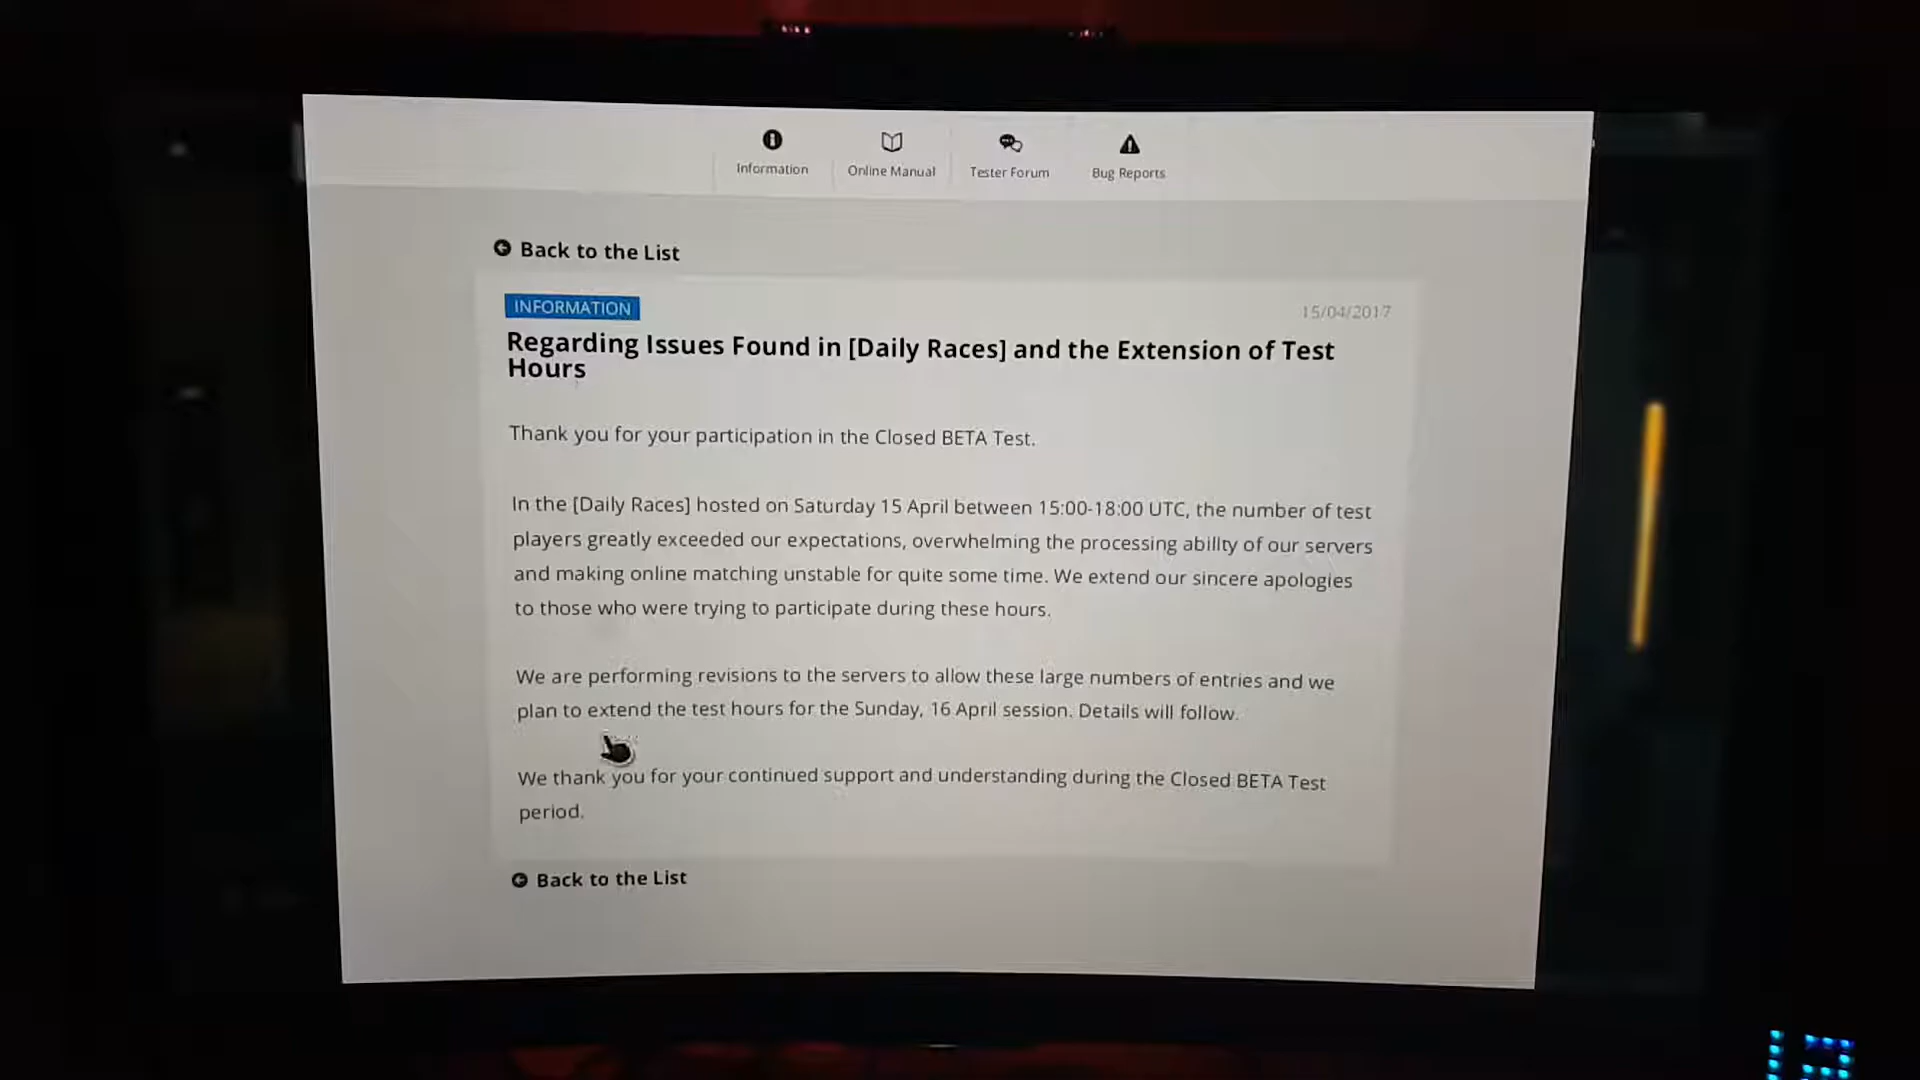 Information
Online Manual
Tester Forum
Bug Reports
Back to the List
INFORMATION
15/04/2017
Regarding Issues Found in [Daily Races] and the Extension of Test
Hours
Thank you for your participation in the Closed BETA Test.
In the [Daily Races] hosted on Saturday 15 April between 15:00-18:00 UTC, the number of test
players greatly exceeded our expectations, overwhelming the processing ability of our servers
and making online matching unstable for quite some time. We extend our sincere apologies
to those who were trying to participate during these hours.
We are performing revisions to the servers to allow these large numbers of entries and we
plan to extend the test hours for the Sunday, 16 April session. Details will follow.
We thank you for your continued support and understanding during the Closed BETA Test
period.
Back to the List